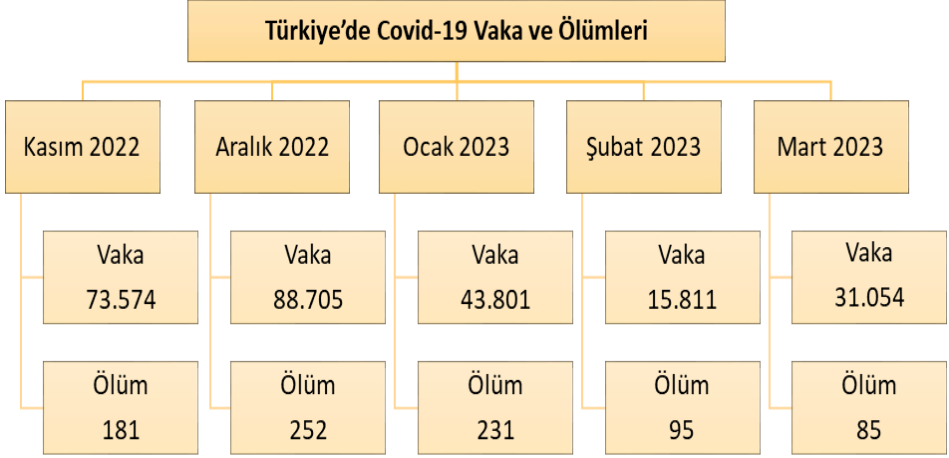 Türkiye’de Covid-19 Vaka ve Ölümleri
Kasım 2022
Aralık 2022
Ocak 2023
Şubat 2023
Mart 2023
Vaka
73.574
Vaka
88.705
Vaka
43.801
Vaka
15.811
Vaka
31.054
Ölüm
181
Ölüm
252
Ölüm
231
Ölüm
95
Ölüm
85